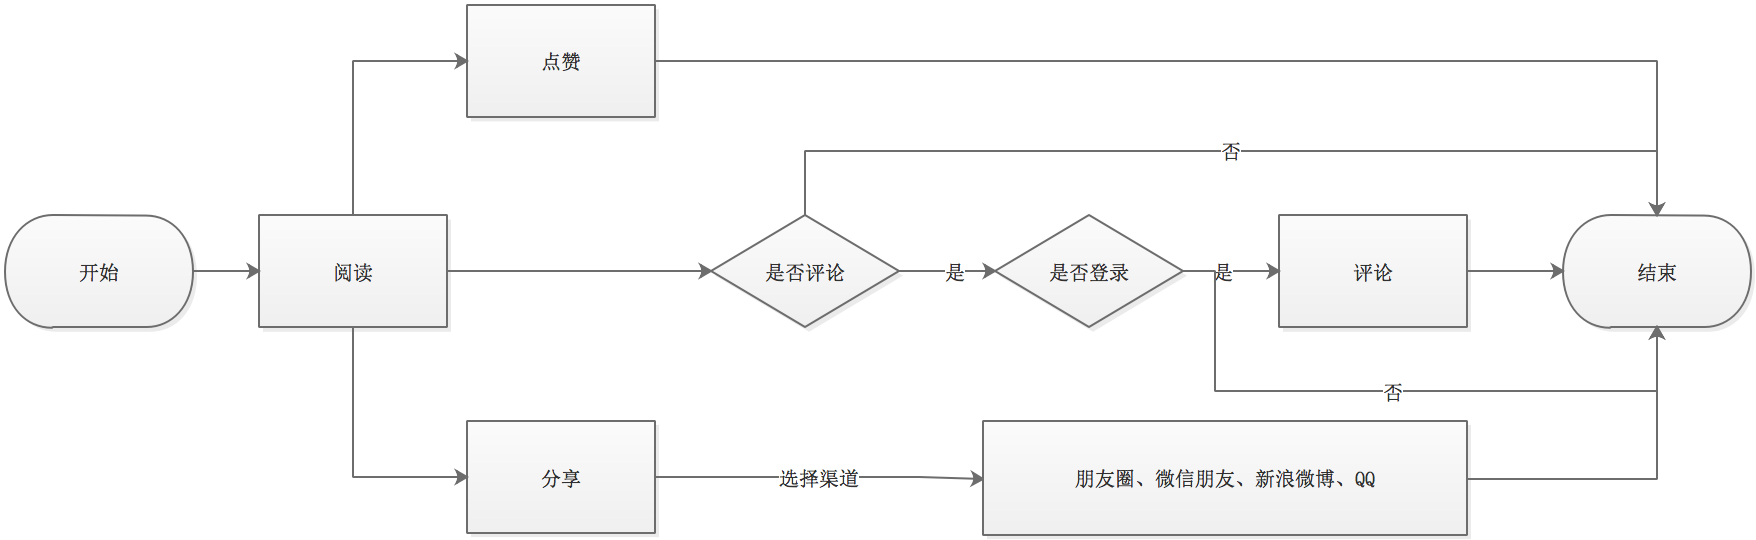 点赞
否
开始
阅读
是否评论
是
是否登录
是
评论
结束
否
分享
选择渠道
朋友圈、微信朋友、新浪微博、QQ